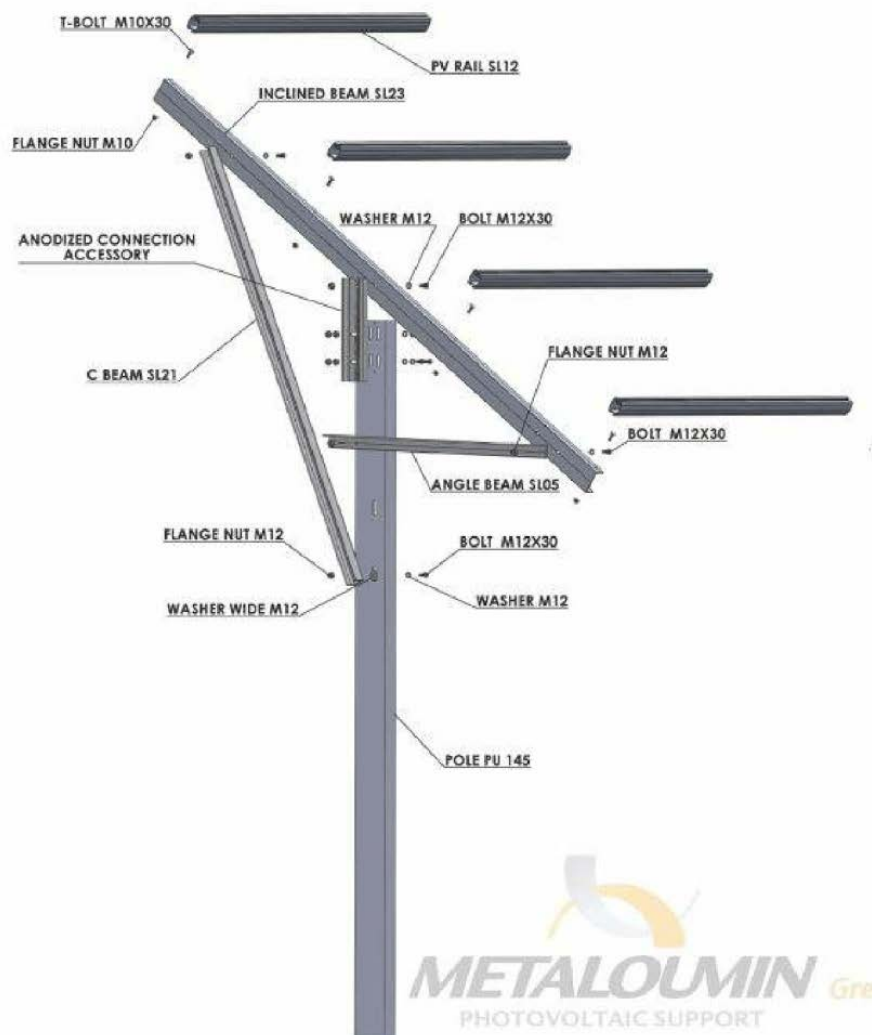 T-BOLT M10X30
PV RAIL SL12
INCLINED BEAM SL23
FLANGE NUT M10
WASHER M12
BOLT M12X30
ANODIZED CONNECTION
ACCESSORY
FLANGE NUT M12
C BEAM SL21
BOLT M12X30
ANGLE BEAM SL05
FLANGE NUT M12
BOLT M12X30
WASHER WIDE M12
WASHER M12
POLE PU 145
METALOUMIN Gre
PHOTOVOLTAIC SUPPORT